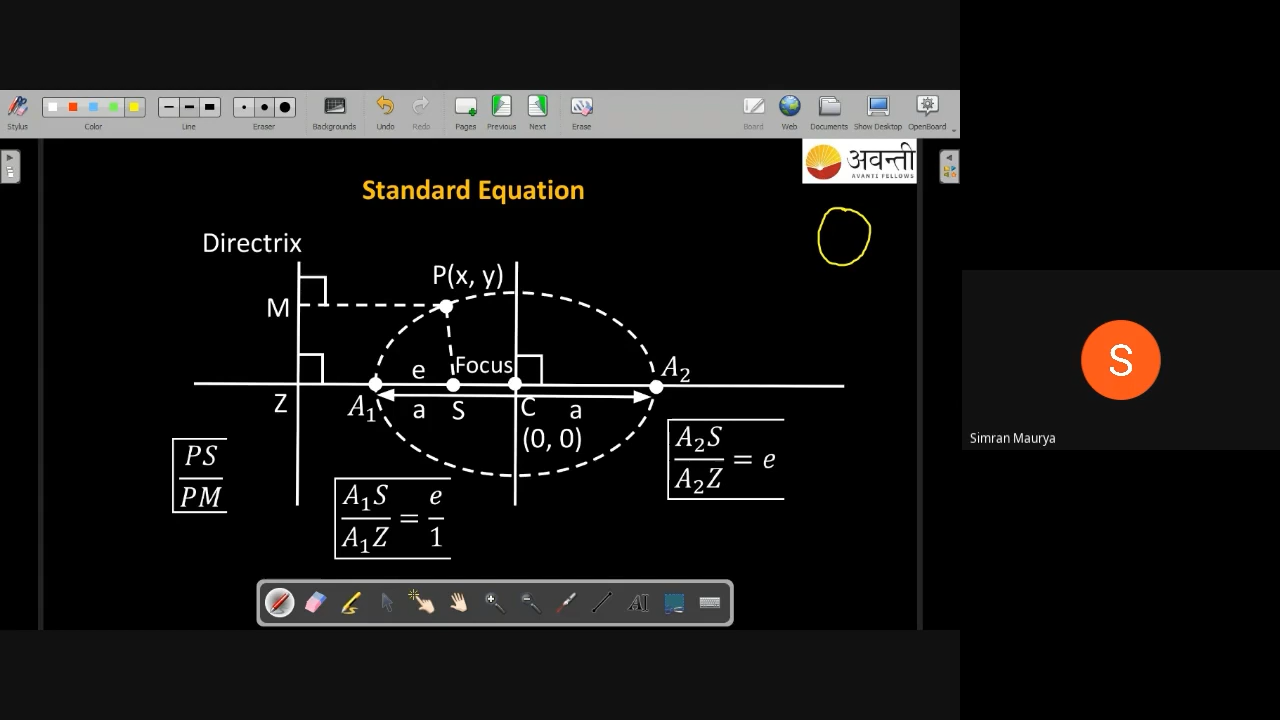 Stylus
Color
Line
Eraser
Backgrounds
Undo
Redo
Pages
Previous
Next
Erase
Board
Web
Documents
Show Desktop
OpenBoard
अवन्ती
AVANTI FELLOWS
Standard Equation
Directrix
P(x, y)
M
e
Focus
A₂
Z
A₁
a
S
C
a
(0, 0)
PS
PM
A₁S
A₁Z
=
e
1
A₂S
A₂Z
= e
AI
S
Simran Maurya